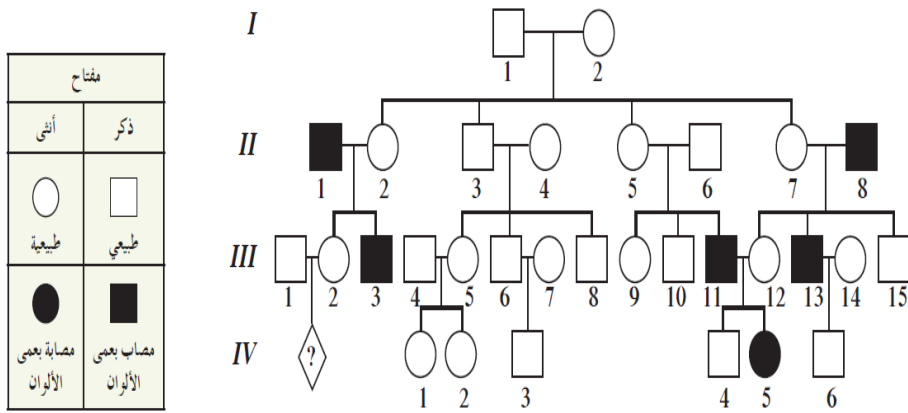 مفتاح
ذكر أنثى
طبيعي طبيعية
مصاب بعمى مصابة بعمى
الألوان الألوان
I
1 2
II
1 2 3 4 5 6 7 8
III
1 2 3 4 5 6 7 8 9 10 11 12 13 14 15
IV
?
1 2 3 4 5 6